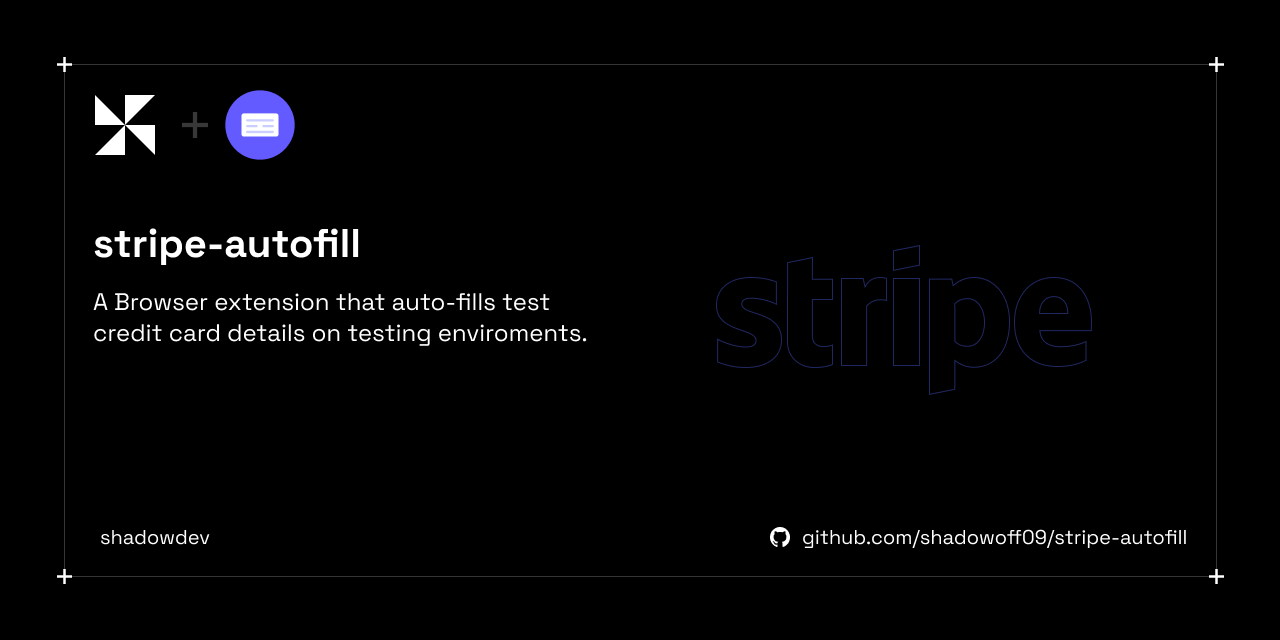 stripe-autofill
A Browser extension that auto-fills test
credit card details on testing enviroments.
stripe
shadowdev
github.com/shadowoff09/stripe-autofill